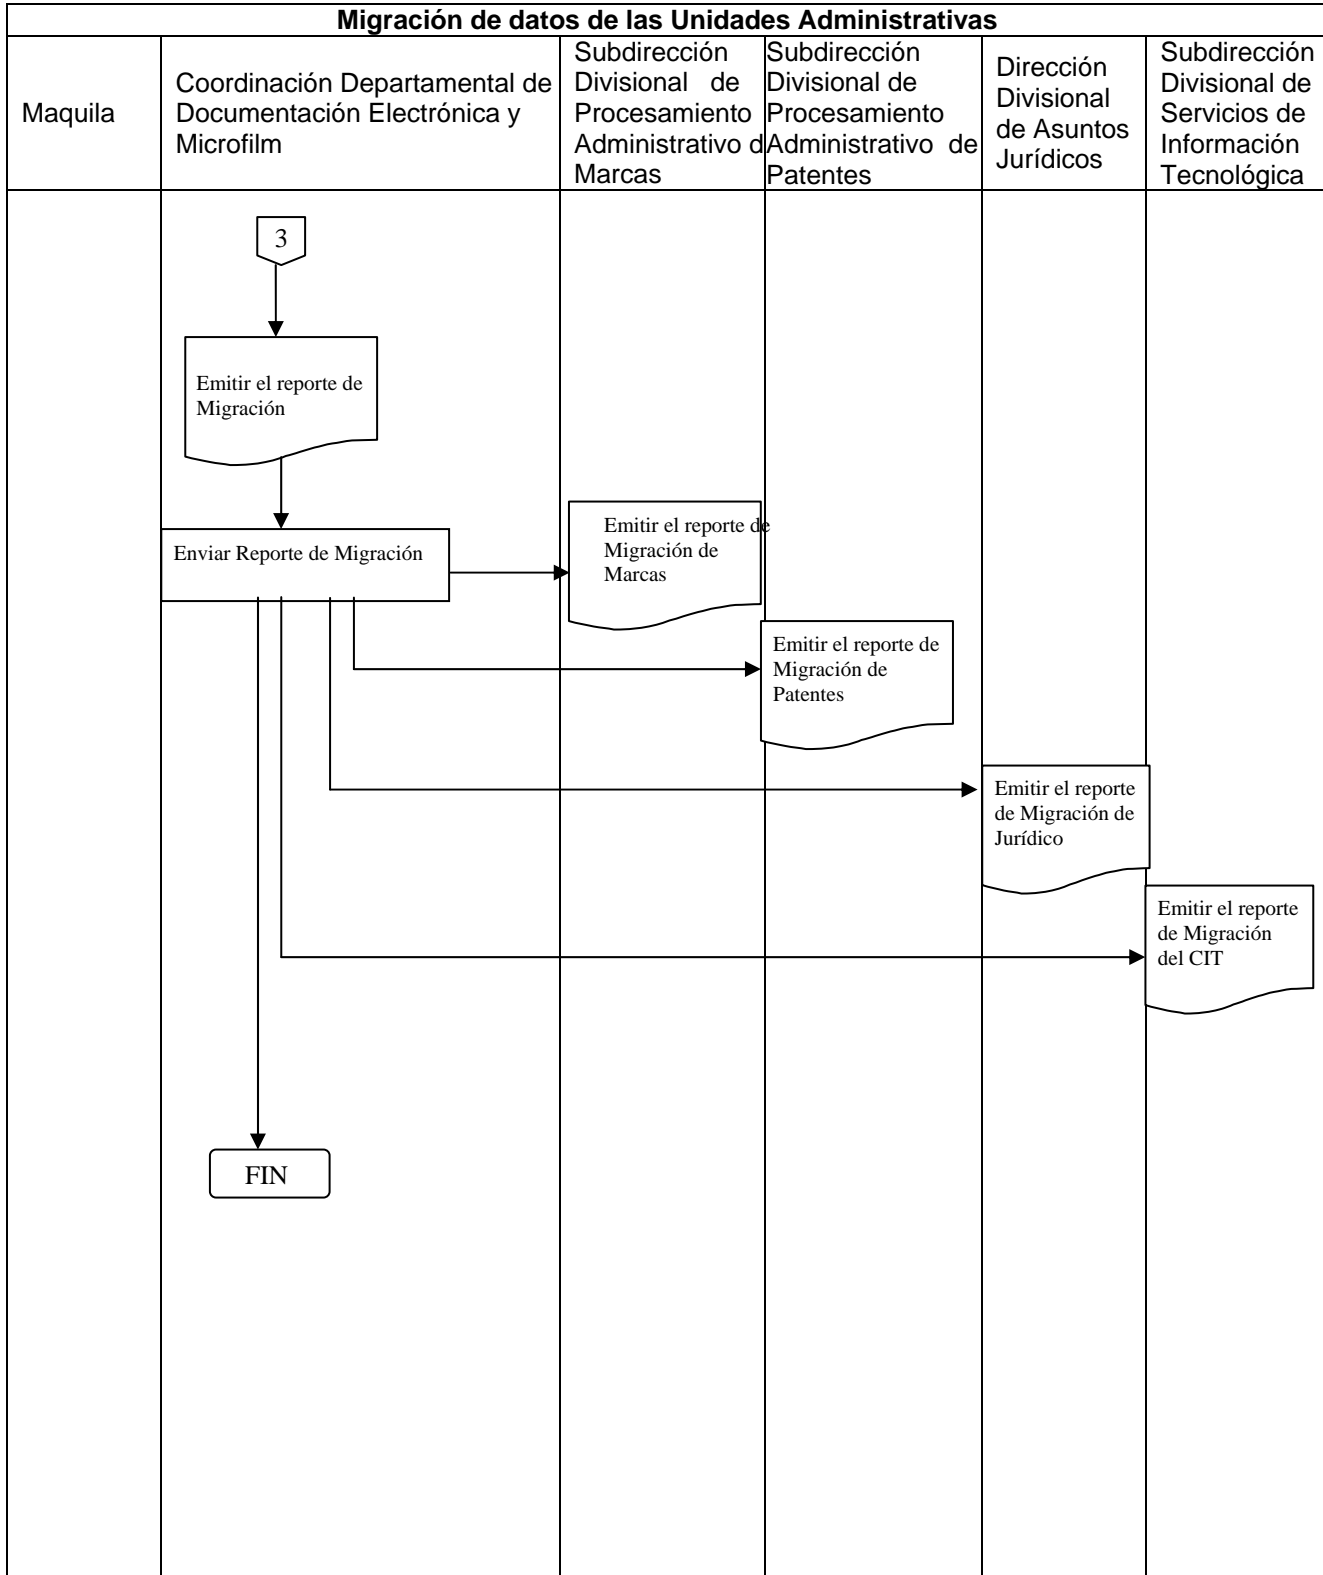 Migración de datos de las Unidades Administrativas
Maquila
Coordinación Departamental de
Documentación Electrónica y
Microfilm
Subdirección
Divisional de
Procesamiento
Administrativo d
Marcas
Subdirección
Divisional de
Procesamiento
Administrativo de
Patentes
Dirección
Divisional
de Asuntos
Jurídicos
Subdirección
Divisional de
Servicios de
Información
Tecnológica
3
Emitir el reporte de
Migración
Enviar Reporte de Migración
Emitir el reporte de
Migración de
Marcas
Emitir el reporte de
Migración de
Patentes
Emitir el reporte
de Migración de
Jurídico
Emitir el reporte
de Migración
del CIT
FIN